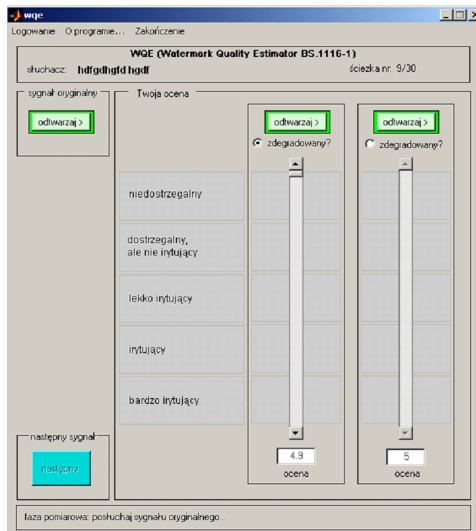 wqe
Logowanie O programie... Zakończenie
WQE (Watermark Quality Estimator BS.1116-1)
słuchacz: hdfgdhgfd hgdf ścieżka nr: 9/30
sygnał oryginalny
Twoja ocena
odtwarzaj > odtwarzaj > odtwarzaj >
zdegradowany? zdegradowany?
niedostrzegalny
dostrzegalny,
ale nie irytujący
lekko irytujący
irytujący
bardzo irytujący
następny sygnał
4.9 5
następny
ocena ocena
faza pomiarowa: posłuchaj sygnału oryginalnego...